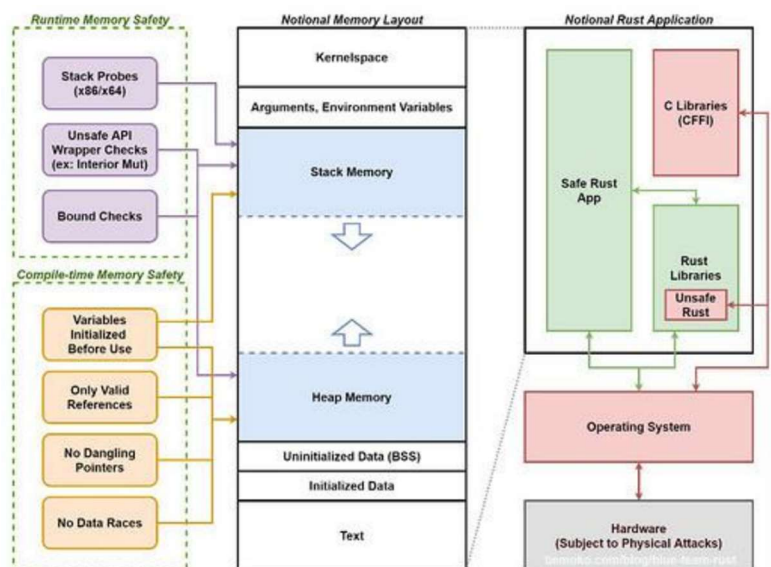 Runtime Memory Safety
Stack Probes
(x86/x64)
Unsafe API
Wrapper Checks
(ex: Interior Mut)
Bound Checks
Compile-time Memory Safety
Variables
Initialized
Before Use
Only Valid
References
No Dangling
Pointers
No Data Races
Notional Memory Layout
Kernelspace
Arguments, Environment Variables
Stack Memory
Heap Memory
Uninitialized Data (BSS)
Initialized Data
Text
Notional Rust Application
C Libraries
(CFFI)
Safe Rust
App
Rust
Libraries
Unsafe
Rust
Operating System
Hardware
(Subject to Physical Attacks)